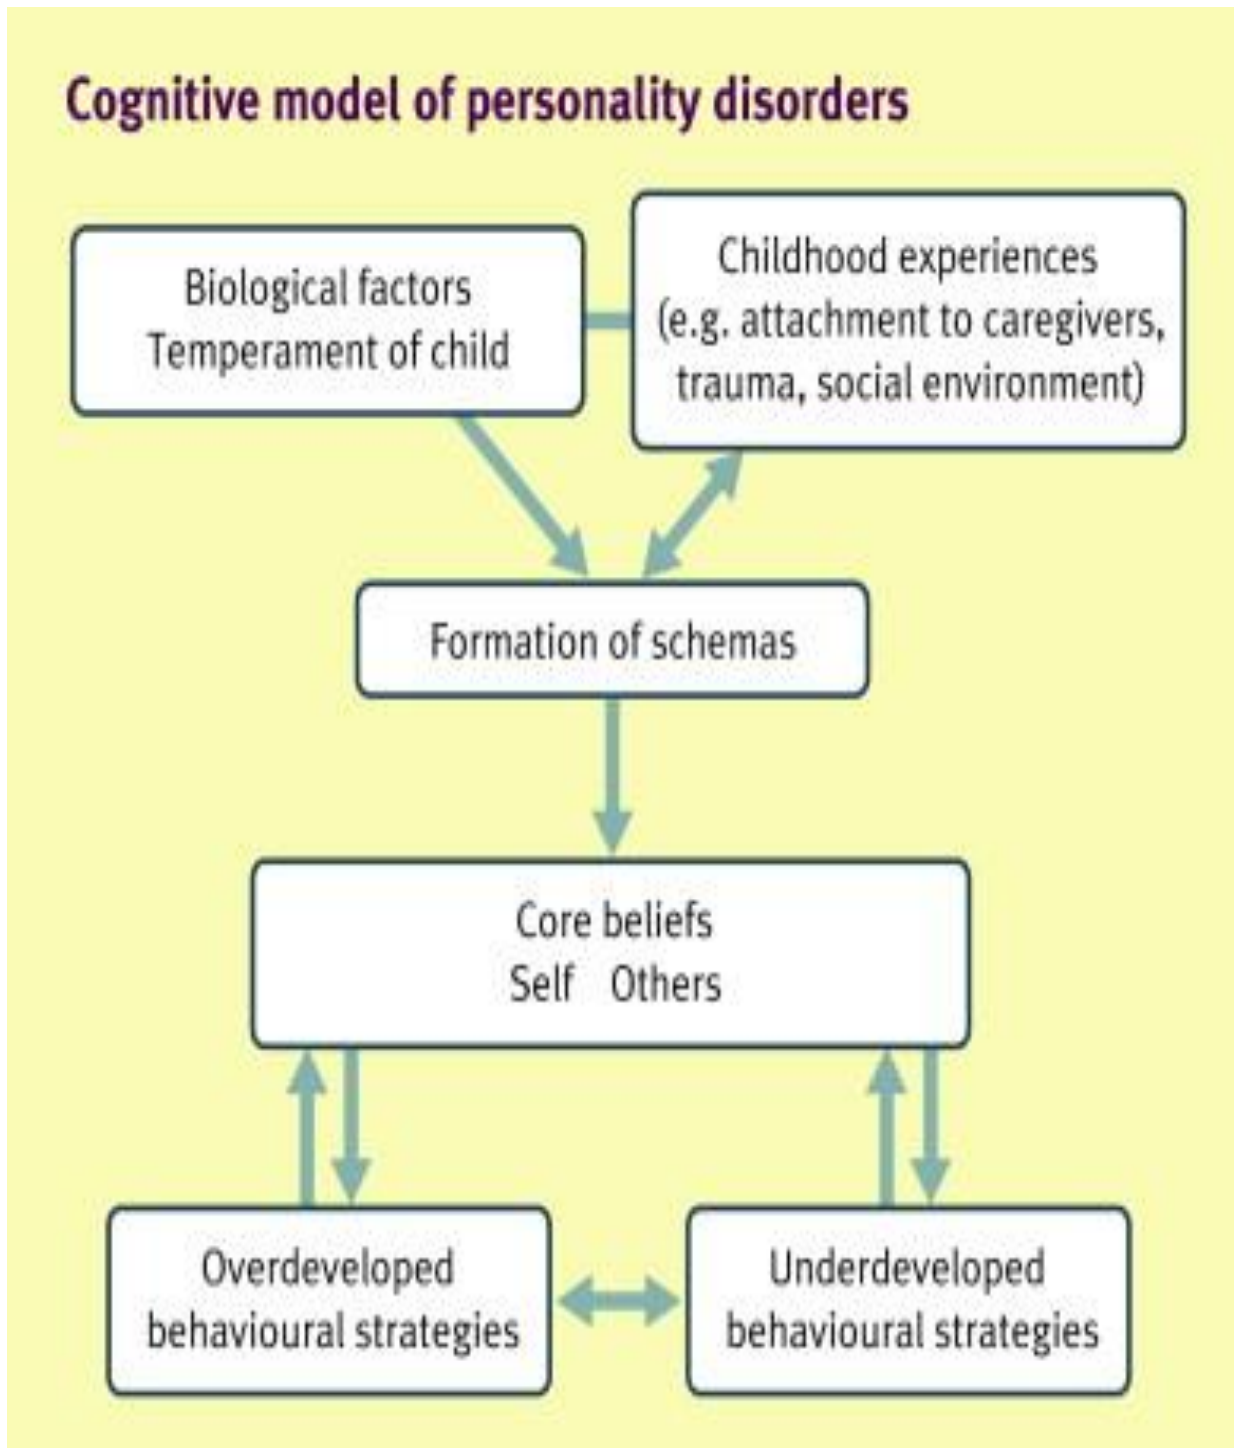 Cognitive model of personality disorders
Biological factors
Temperament of child
Childhood experiences
(e.g. attachment to caregivers,
trauma, social environment)
Formation of schemas
Core beliefs
Self Others
Overdeveloped
behavioural strategies
Underdeveloped
behavioural strategies